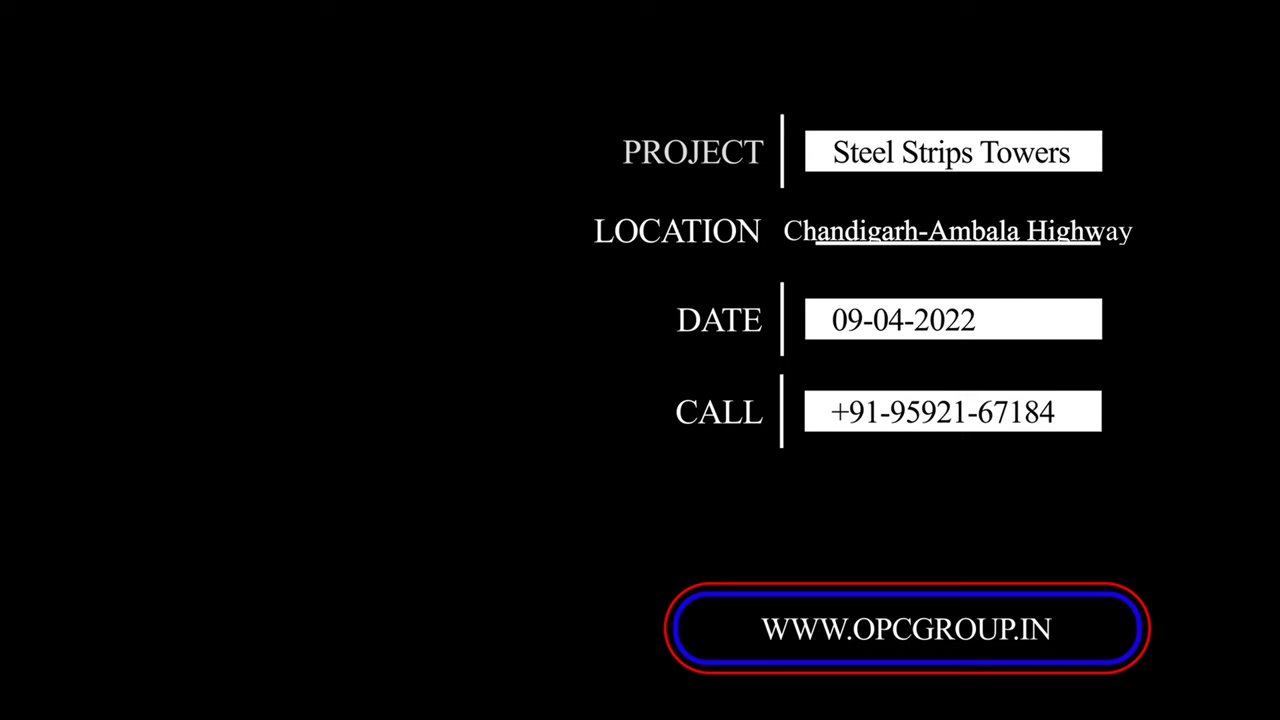 PROJECT Steel Strips Towers
LOCATION Chandigarh-Ambala Highway
DATE 09-04-2022
CALL +91-95921-67184
WWW.OPCGROUP.IN